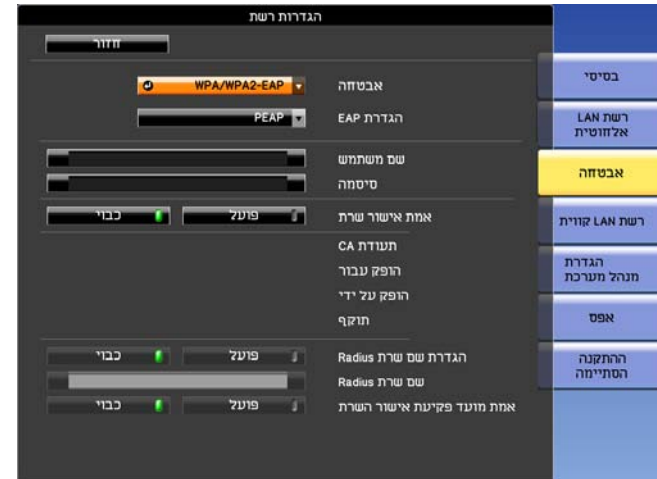 הגדרות רשת
חזור
אבטחה WPA/WPA2-EAP
הגדרת EAP PEAP
שם משתמש
סיסמה
אמת אישור שרת פועל כבוי
תעודת CA
הופק עבור
הופק על ידי
תוקף
הגדרת שם שרת Radius פועל כבוי
שם שרת Radius
אמת מועד פקיעת אישור השרת פועל כבוי
בסיסי
רשת LAN
אלחוטית
אבטחה
רשת LAN קווית
הגדרת
מנהל מערכת
אפס
ההתקנה
הסתיימה